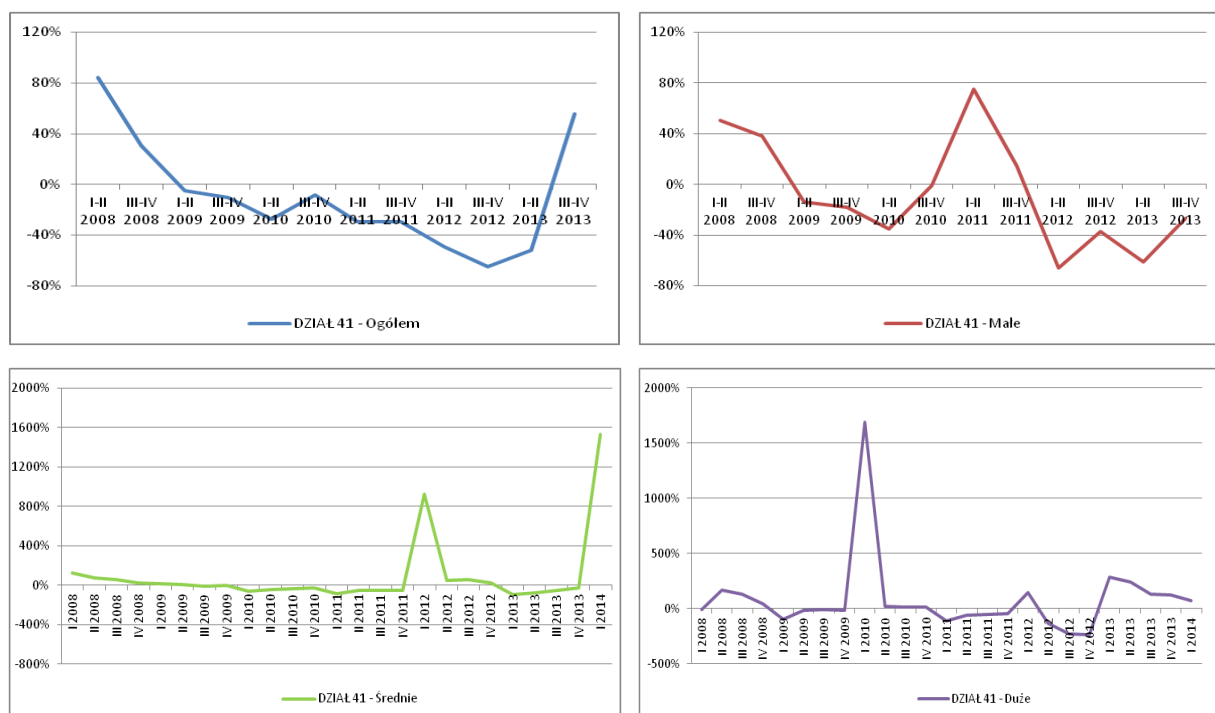 120%
80%
40%
0%
-40%
-80%
I-II III-IV I-II III-IV I-II III-IV I-II III-IV I-II III-IV I-II III-IV
2008 2008 2009 2009 2010 2010 2011 2011 2012 2012 2013 2013
DZIAŁ 41 - Ogółem
120%
80%
40%
0%
-40%
-80%
I-II III-IV I-II III-IV I-II III-IV I-II III-IV I-II III-IV I-II III-IV
2008 2008 2009 2009 2010 2010 2011 2011 2012 2012 2013 2013
DZIAŁ 41 - Małe
2000%
1600%
1200%
800%
400%
0%
-400%
-800%
I 2008
II 2008
III 2008
IV 2008
I 2009
II 2009
III 2009
IV 2009
I 2010
II 2010
III 2010
IV 2010
I 2011
II 2011
III 2011
IV 2011
I 2012
II 2012
III 2012
IV 2012
I 2013
II 2013
III 2013
IV 2013
I 2014
DZIAŁ 41 - Średnie
2000%
1500%
1000%
500%
0%
-500%
I 2008
II 2008
III 2008
IV 2008
I 2009
II 2009
III 2009
IV 2009
I 2010
II 2010
III 2010
IV 2010
I 2011
II 2011
III 2011
IV 2011
I 2012
II 2012
III 2012
IV 2012
I 2013
II 2013
III 2013
IV 2013
I 2014
DZIAŁ 41 - Duże